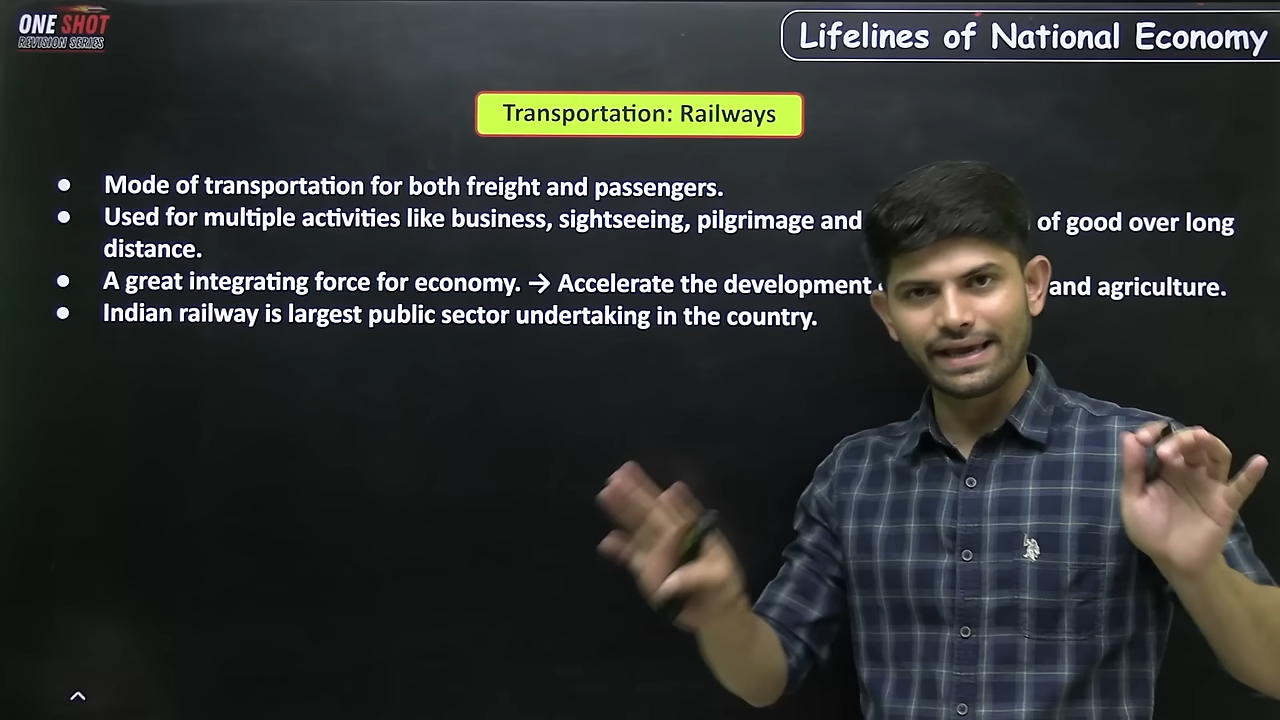 ONE SHOT
REVISION SERIES
Lifelines of National Economy
Transportation: Railways
● Mode of transportation for both freight and passengers.
● Used for multiple activities like business, sightseeing, pilgrimage and of good over long
distance.
● A great integrating force for economy. → Accelerate the development and agriculture.
● Indian railway is largest public sector undertaking in the country.